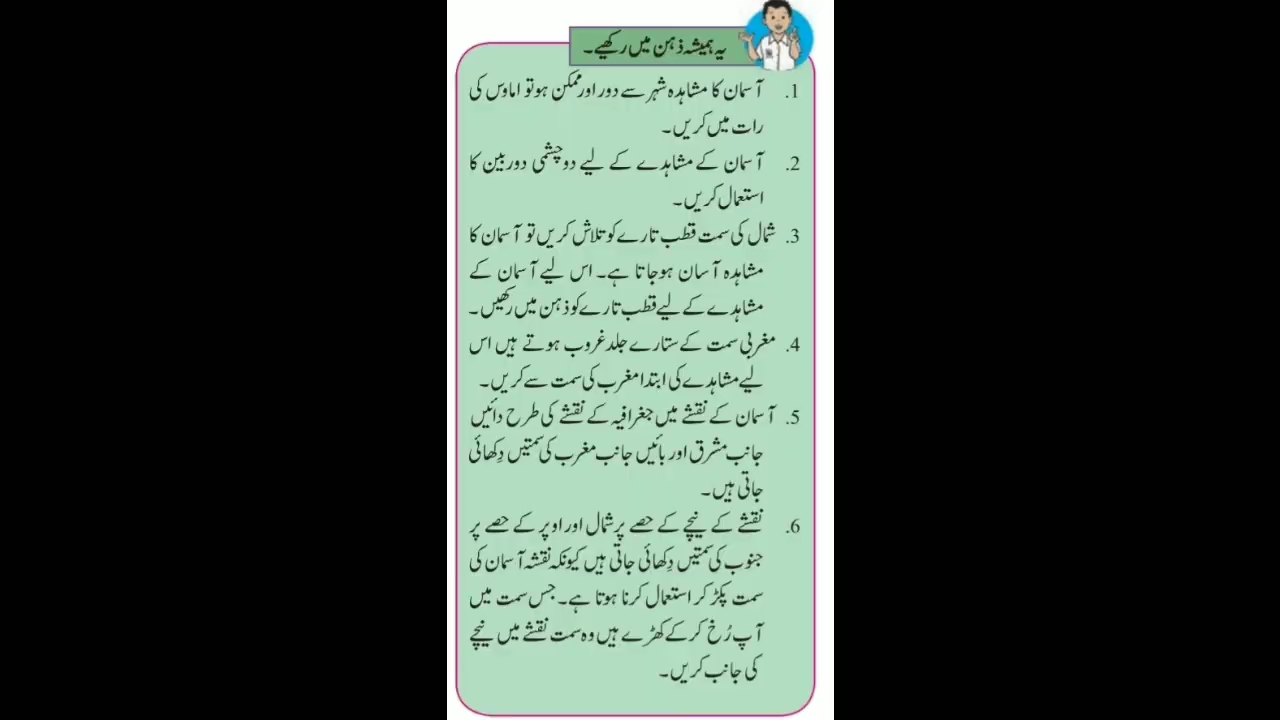 یہ ہمیشہ ذہن میں رکھیے۔
1. آسمان کا مشاہدہ شہر سے دور اور ممکن ہو تو اماوس کی
رات میں کریں۔
2. آسمان کے مشاہدے کے لیے دو چشمی دوربین کا
استعمال کریں۔
3. شمال کی سمت قطب تارے کو تلاش کریں تو آسمان کا
مشاہدہ آسان ہو جاتا ہے۔ اس لیے آسمان کے
مشاہدے کے لیے قطب تارے کو ذہن میں رکھیں۔
4. مغربی سمت کے ستارے جلد غروب ہوتے ہیں اس
لیے مشاہدے کی ابتدا مغرب کی سمت سے کریں۔
5. آسمان کے نقشے میں جغرافیہ کے نقشے کی طرح دائیں
جانب مشرق اور بائیں جانب مغرب کی سمتیں دِکھائی
جاتی ہیں۔
6. نقشے کے نیچے کے حصے پر شمال اور اوپر کے حصے پر
جنوب کی سمتیں دِکھائی جاتی ہیں کیونکہ نقشہ آسمان کی
سمت پکڑ کر استعمال کرنا ہوتا ہے۔ جس سمت میں
آپ رُخ کر کے کھڑے ہیں وہ سمت نقشے میں نیچے
کی جانب کریں۔